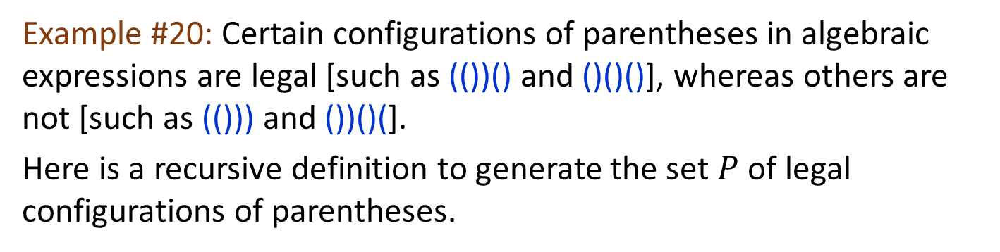 Example #20: Certain configurations of parentheses in algebraic
expressions are legal [such as (())() and ()()()], whereas others are
not [such as (())) and ())()(].
Here is a recursive definition to generate the set P of legal
configurations of parentheses.